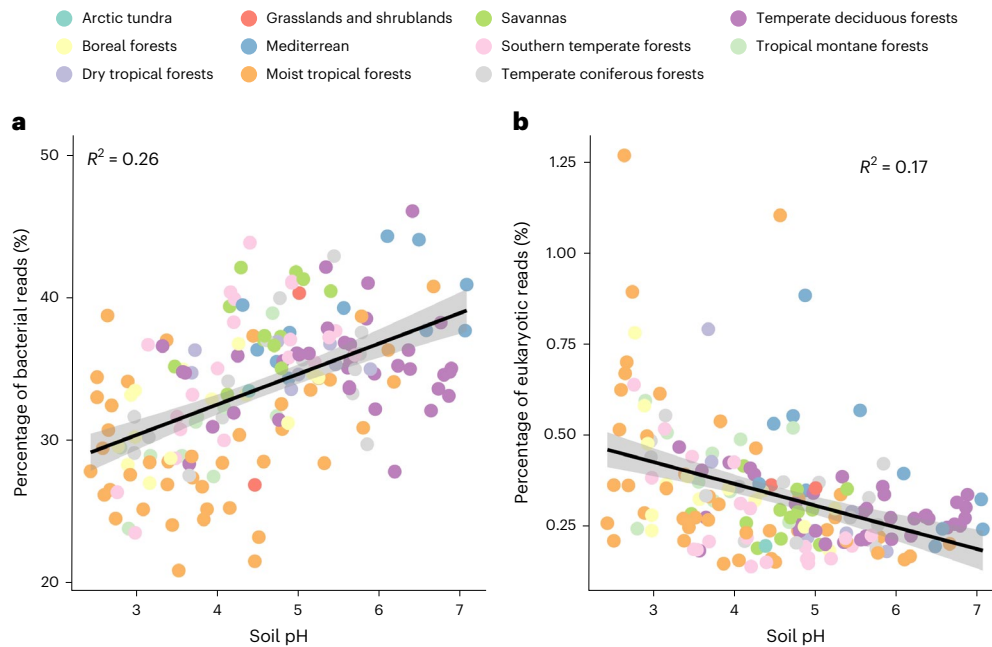 Arctic tundra
Grasslands and shrublands
Savannas
Temperate deciduous forests
Boreal forests
Mediterrean
Southern temperate forests
Tropical montane forests
Dry tropical forests
Moist tropical forests
Temperate coniferous forests
a
R² = 0.26
Percentage of bacterial reads (%)
50
40
30
20
3 4 5 6 7
Soil pH
b
R² = 0.17
Percentage of eukaryotic reads (%)
1.25
1.00
0.75
0.50
0.25
3 4 5 6 7
Soil pH